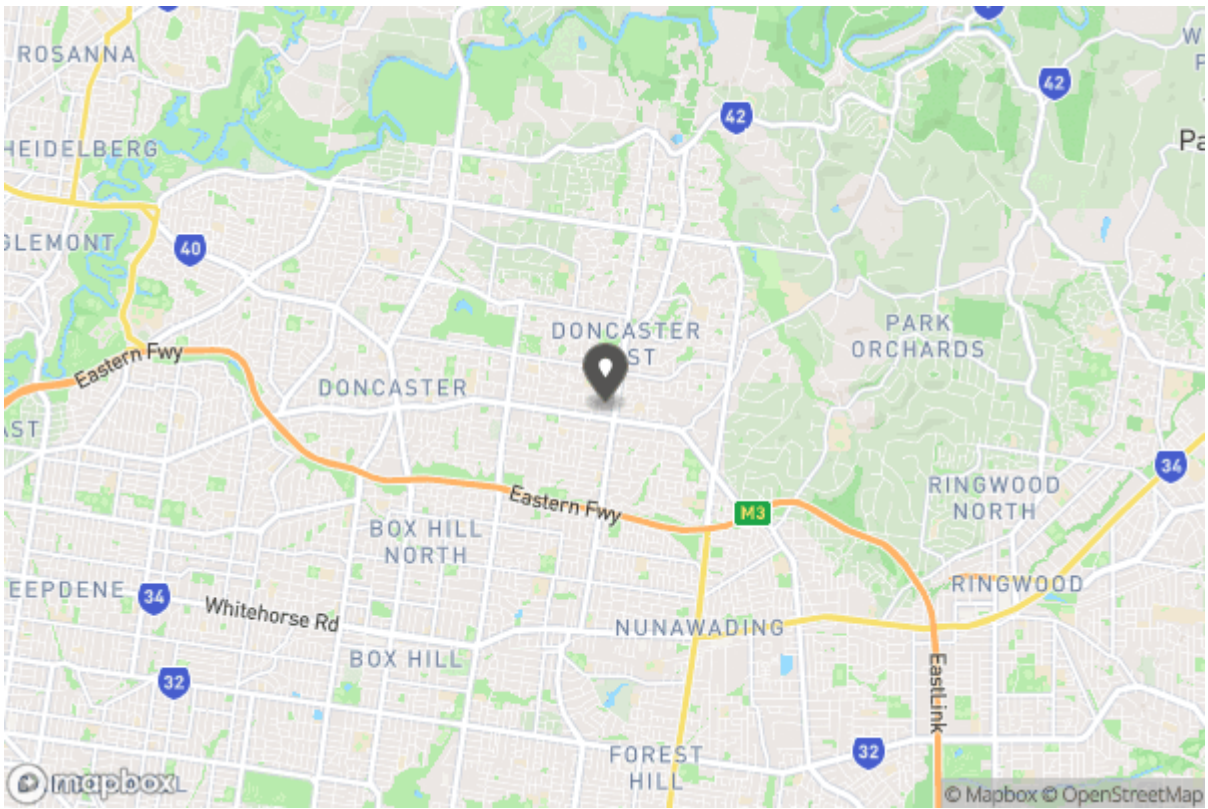 ROSANNA
42
42
HEIDELBERG
Pa
GLEMONT
40
DONCASTER
ST
PARK
ORCHARDS
Eastern Fwy
DONCASTER
AST
34
RINGWOOD
NORTH
Eastern Fwy
M3
BOX HILL
NORTH
EEPDENE
34
RINGWOOD
Whitehorse Rd
NUNAWADING
BOX HILL
32
EastLink
FOREST
HILL
32
mapbox
© Mapbox © OpenStreetMap